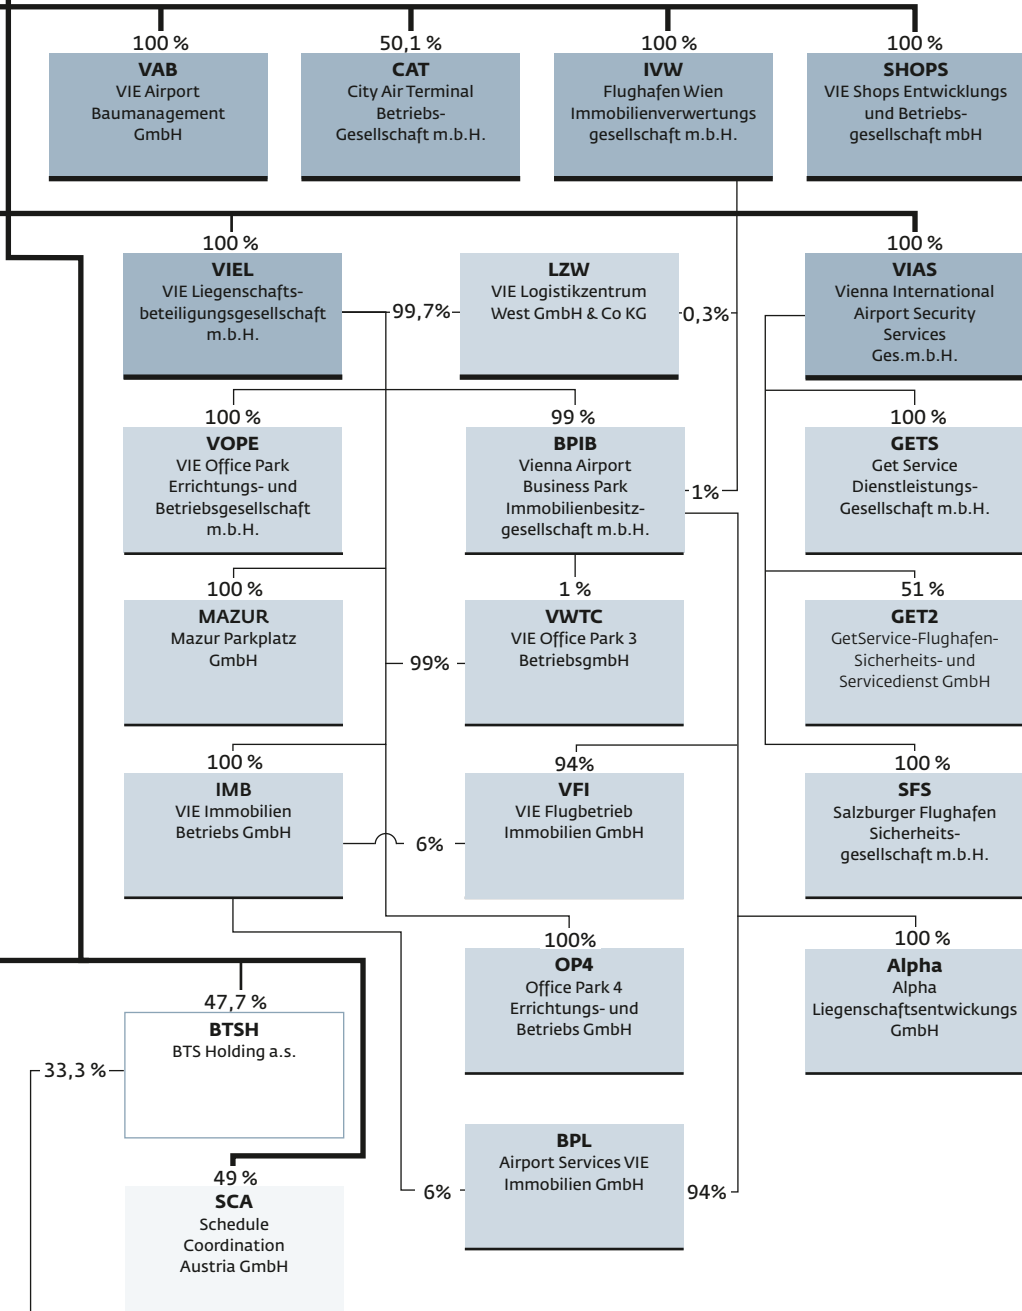 100 %
VAB
VIE Airport
Baumanagement
GmbH
50,1 %
CAT
City Air Terminal
Betriebs-
Gesellschaft m.b.H.
100 %
IVW
Flughafen Wien
Immobilienverwertungs
gesellschaft m.b.H.
100 %
SHOPS
VIE Shops Entwicklungs
und Betriebs-
gesellschaft mbH
100 %
VIEL
VIE Liegenschafts-
beteiligungsgesellschaft
m.b.H.
99,7%
LZW
VIE Logistikzentrum
West GmbH & Co KG
0,3%
100 %
VIAS
Vienna International
Airport Security
Services
Ges.m.b.H.
100 %
VOPE
VIE Office Park
Errichtungs- und
Betriebsgesellschaft
m.b.H.
99 %
BPIB
Vienna Airport
Business Park
Immobilienbesitz-
gesellschaft m.b.H.
1%
100 %
GETS
Get Service
Dienstleistungs-
Gesellschaft m.b.H.
100 %
MAZUR
Mazur Parkplatz
GmbH
99%
1 %
VWTC
VIE Office Park 3
BetriebsgmbH
51 %
GET2
GetService-Flughafen-
Sicherheits- und
Servicedienst GmbH
100 %
IMB
VIE Immobilien
Betriebs GmbH
6%
94%
VFI
VIE Flugbetrieb
Immobilien GmbH
100 %
SFS
Salzburger Flughafen
Sicherheits-
gesellschaft m.b.H.
100%
OP4
Office Park 4
Errichtungs- und
Betriebs GmbH
100 %
Alpha
Alpha
Liegenschaftsentwickungs
GmbH
47,7 %
BTSH
BTS Holding a.s.
33,3 %
6%
BPL
Airport Services VIE
Immobilien GmbH
94%
49 %
SCA
Schedule
Coordination
Austria GmbH